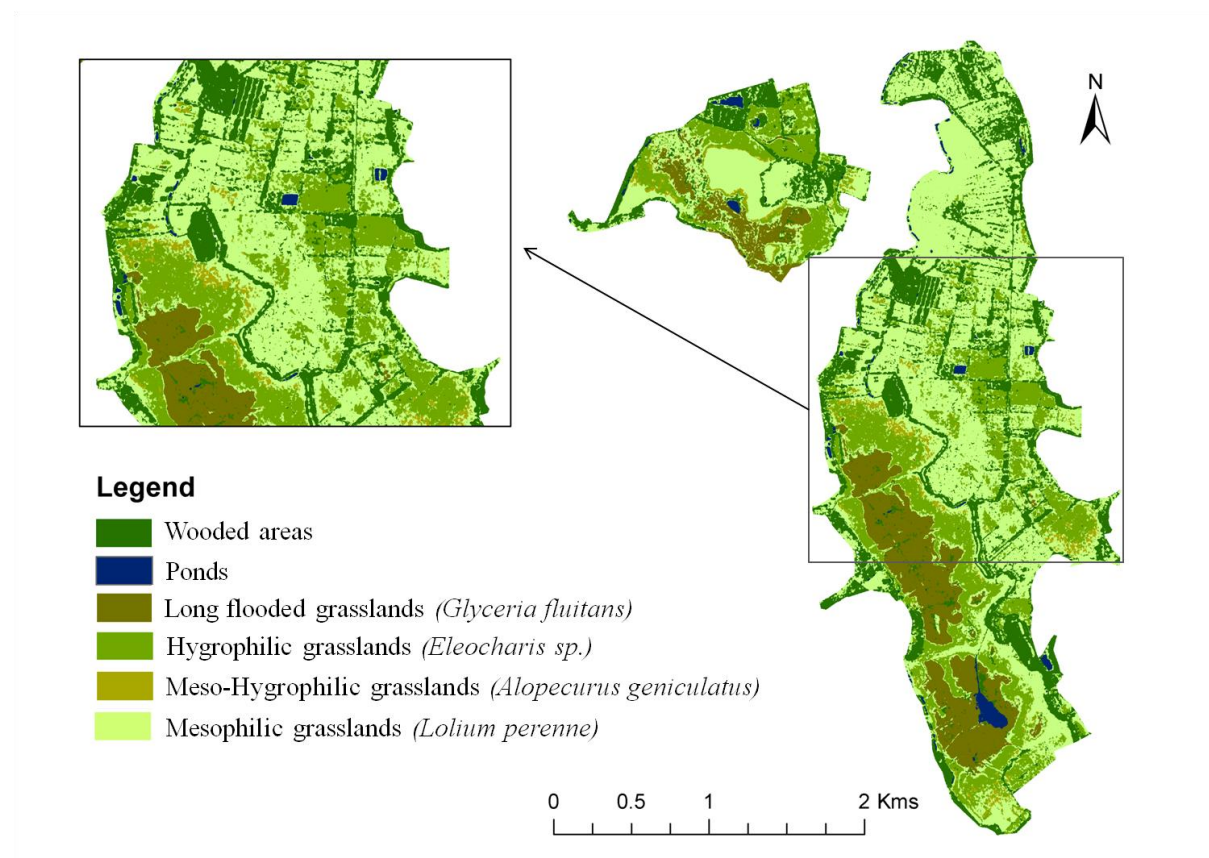 N
Legend
Wooded areas
Ponds
Long flooded grasslands (Glyceria fluitans)
Hygrophilic grasslands (Eleocharis sp.)
Meso-Hygrophilic grasslands (Alopecurus geniculatus)
Mesophilic grasslands (Lolium perenne)
0 0.5 1 2 Kms